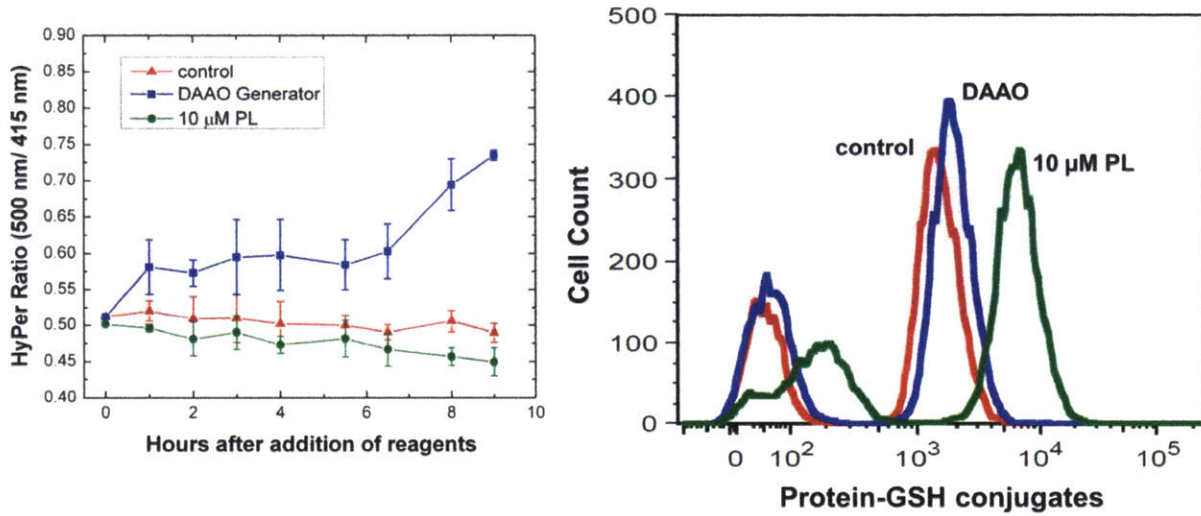 HyPer Ratio (500 nm/ 415 nm)
0.90
0.85
0.80
0.75
0.70
0.65
0.60
0.55
0.50
0.45
0.40
control
DAAO Generator
10 μM PL
0 2 4 6 8 10
Hours after addition of reagents
Cell Count
500
400
300
200
100
0
DAAO
control
10 μM PL
0 10² 10³ 10⁴ 10⁵
Protein-GSH conjugates